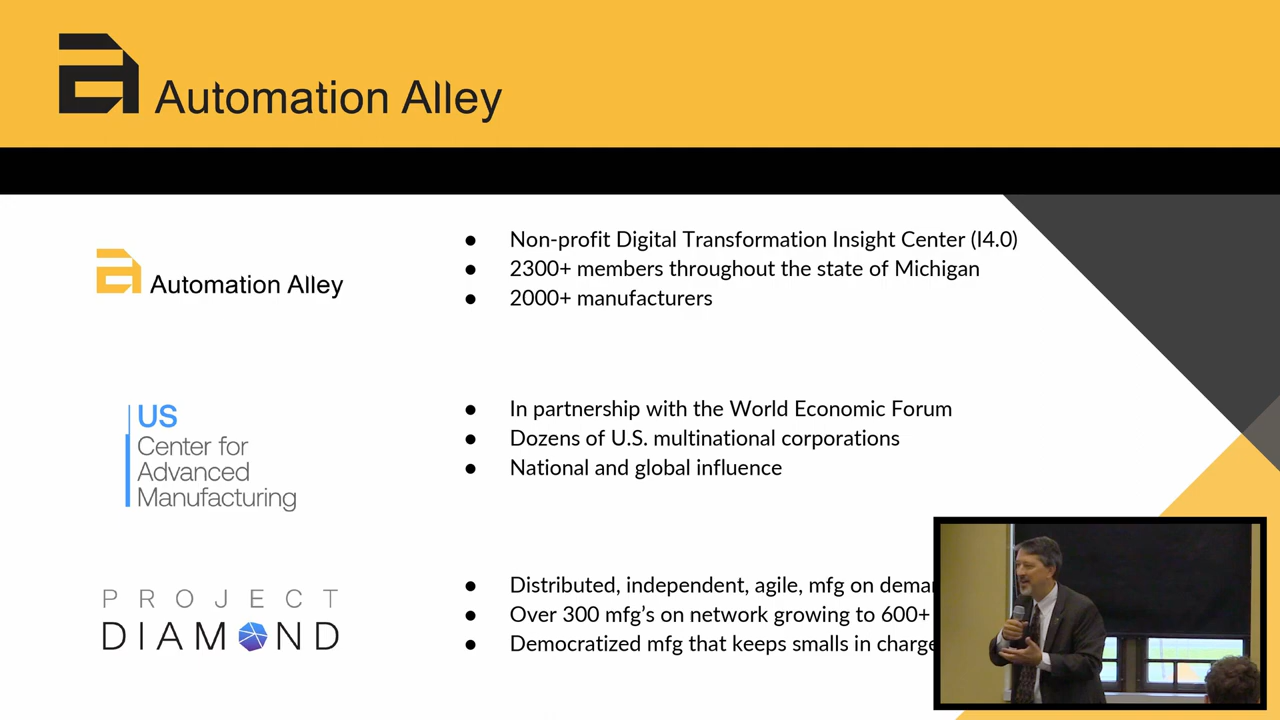 Automation Alley
Automation Alley
● Non-profit Digital Transformation Insight Center (I4.0)
● 2300+ members throughout the state of Michigan
● 2000+ manufacturers
US
Center for
Advanced
Manufacturing
● In partnership with the World Economic Forum
● Dozens of U.S. multinational corporations
● National and global influence
PROJECT
DIAMOND
● Distributed, independent, agile, mfg on
● Over 300 mfg’s on network growing to 600+
● Democratized mfg that keeps smalls in charge